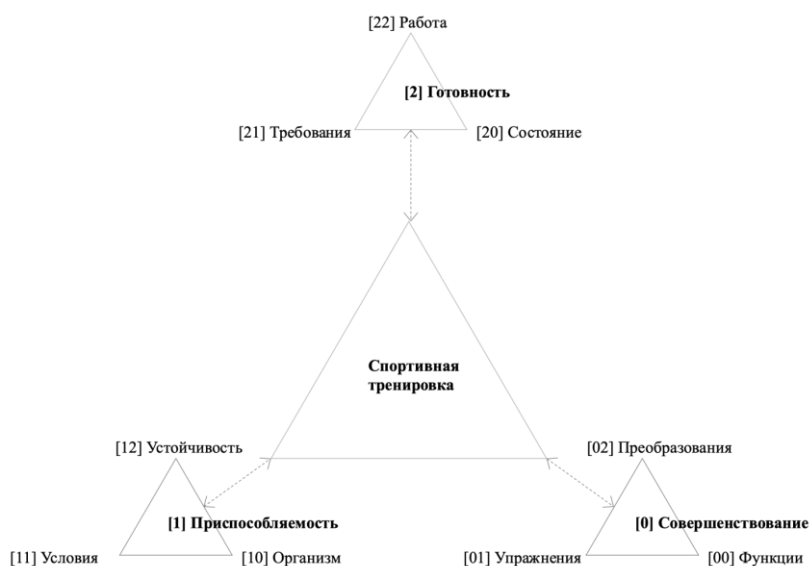 [22] Работа
[2] Готовность
[21] Требования
[20] Состояние
Спортивная
тренировка
[12] Устойчивость
[02] Преобразования
[1] Приспособляемость
[0] Совершенствование
[11] Условия
[10] Организм
[01] Упражнения
[00] Функции